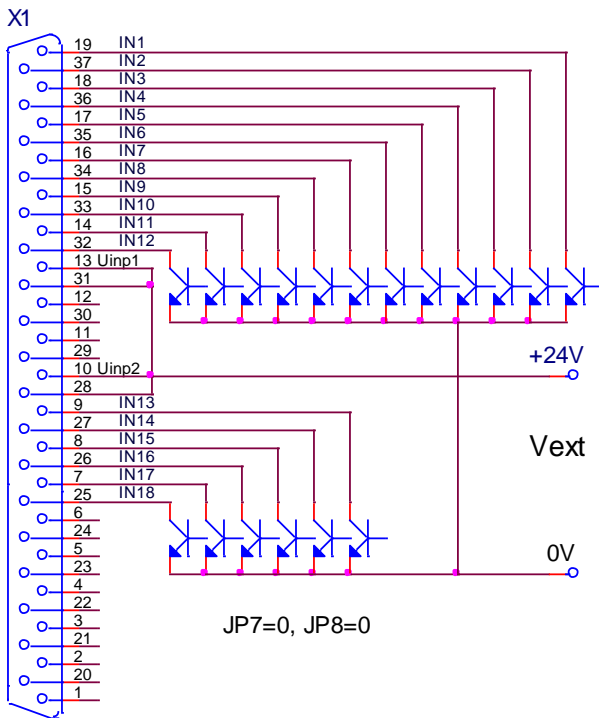 X1
19 IN1
37 IN2
18 IN3
36 IN4
17 IN5
35 IN6
16 IN7
34 IN8
15 IN9
33 IN10
14 IN11
32 IN12
13 Uinp1
31
12
30
11
29
+24V
10 Uinp2
28
9 IN13
27 IN14
8 IN15
Vext
26 IN16
7 IN17
25 IN18
6
24
5
0V
23
4
22
3
JP7=0, JP8=0
21
2
20
1